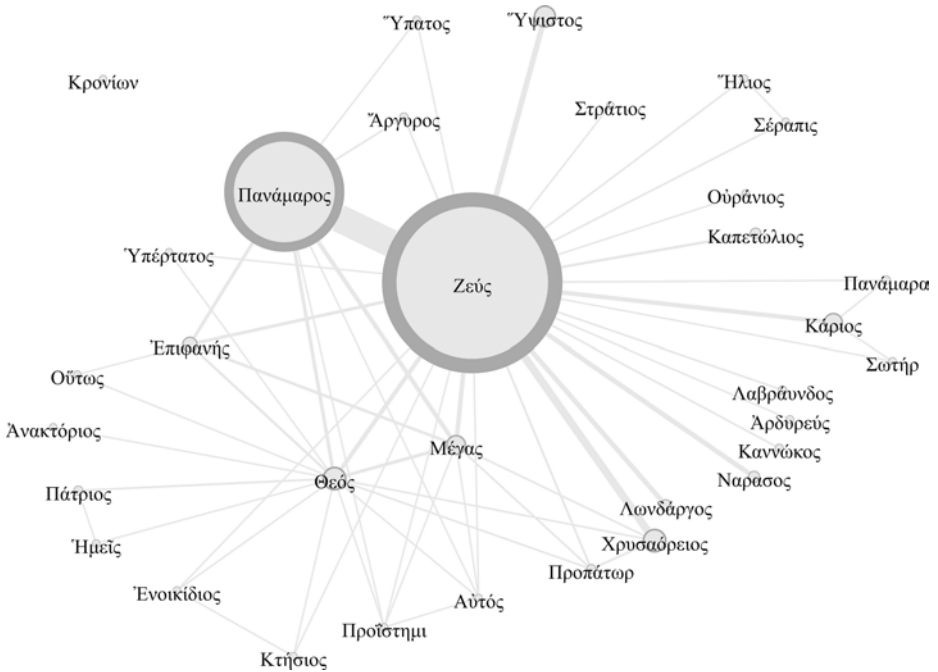 Ὕπατος
Ὕψιστος
Κρονίων
Ἥλιος
Στράτιος
Ἄργυρος
Σέραπις
Πανάμαρος
Οὐράνιος
Καπετώλιος
Ὑπέρτατος
Ζεύς
Πανάμαρα
Κάριος
Ἐπιφανής
Σωτήρ
Οὕτως
Λαβράυνδος
Ἀρδυρεύς
Ἀνακτόριος
Μέγας
Καννώκος
Θεός
Ναρασος
Πάτριος
Λωνδάργος
Ἡμεῖς
Χρυσαόρειος
Προπάτωρ
Ἐνοικίδιος
Αὐτός
Προΐστημι
Κτήσιος